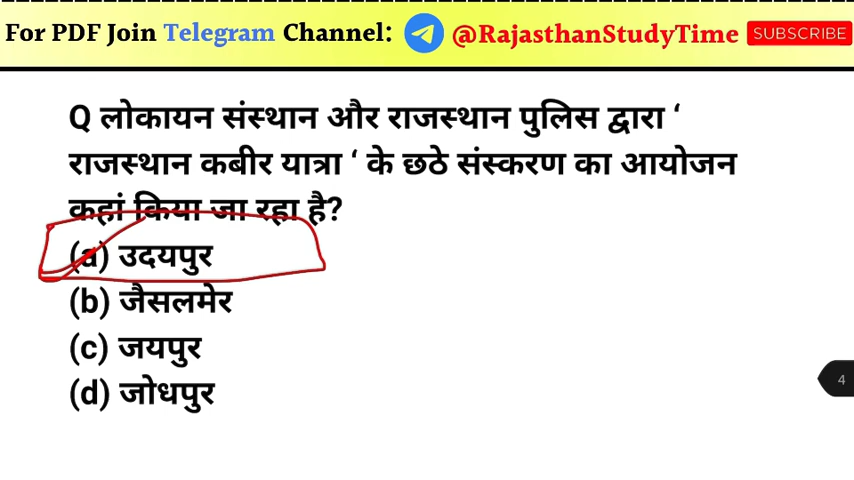 For PDF Join Telegram Channel: @RajasthanStudyTime SUBSCRIBE
Q लोकायन संस्थान और राजस्थान पुलिस द्वारा ‘
राजस्थान कबीर यात्रा ‘ के छठे संस्करण का आयोजन
कहां किया जा रहा है?
(a) उदयपुर
(b) जैसलमेर
(c) जयपुर
(d) जोधपुर
4